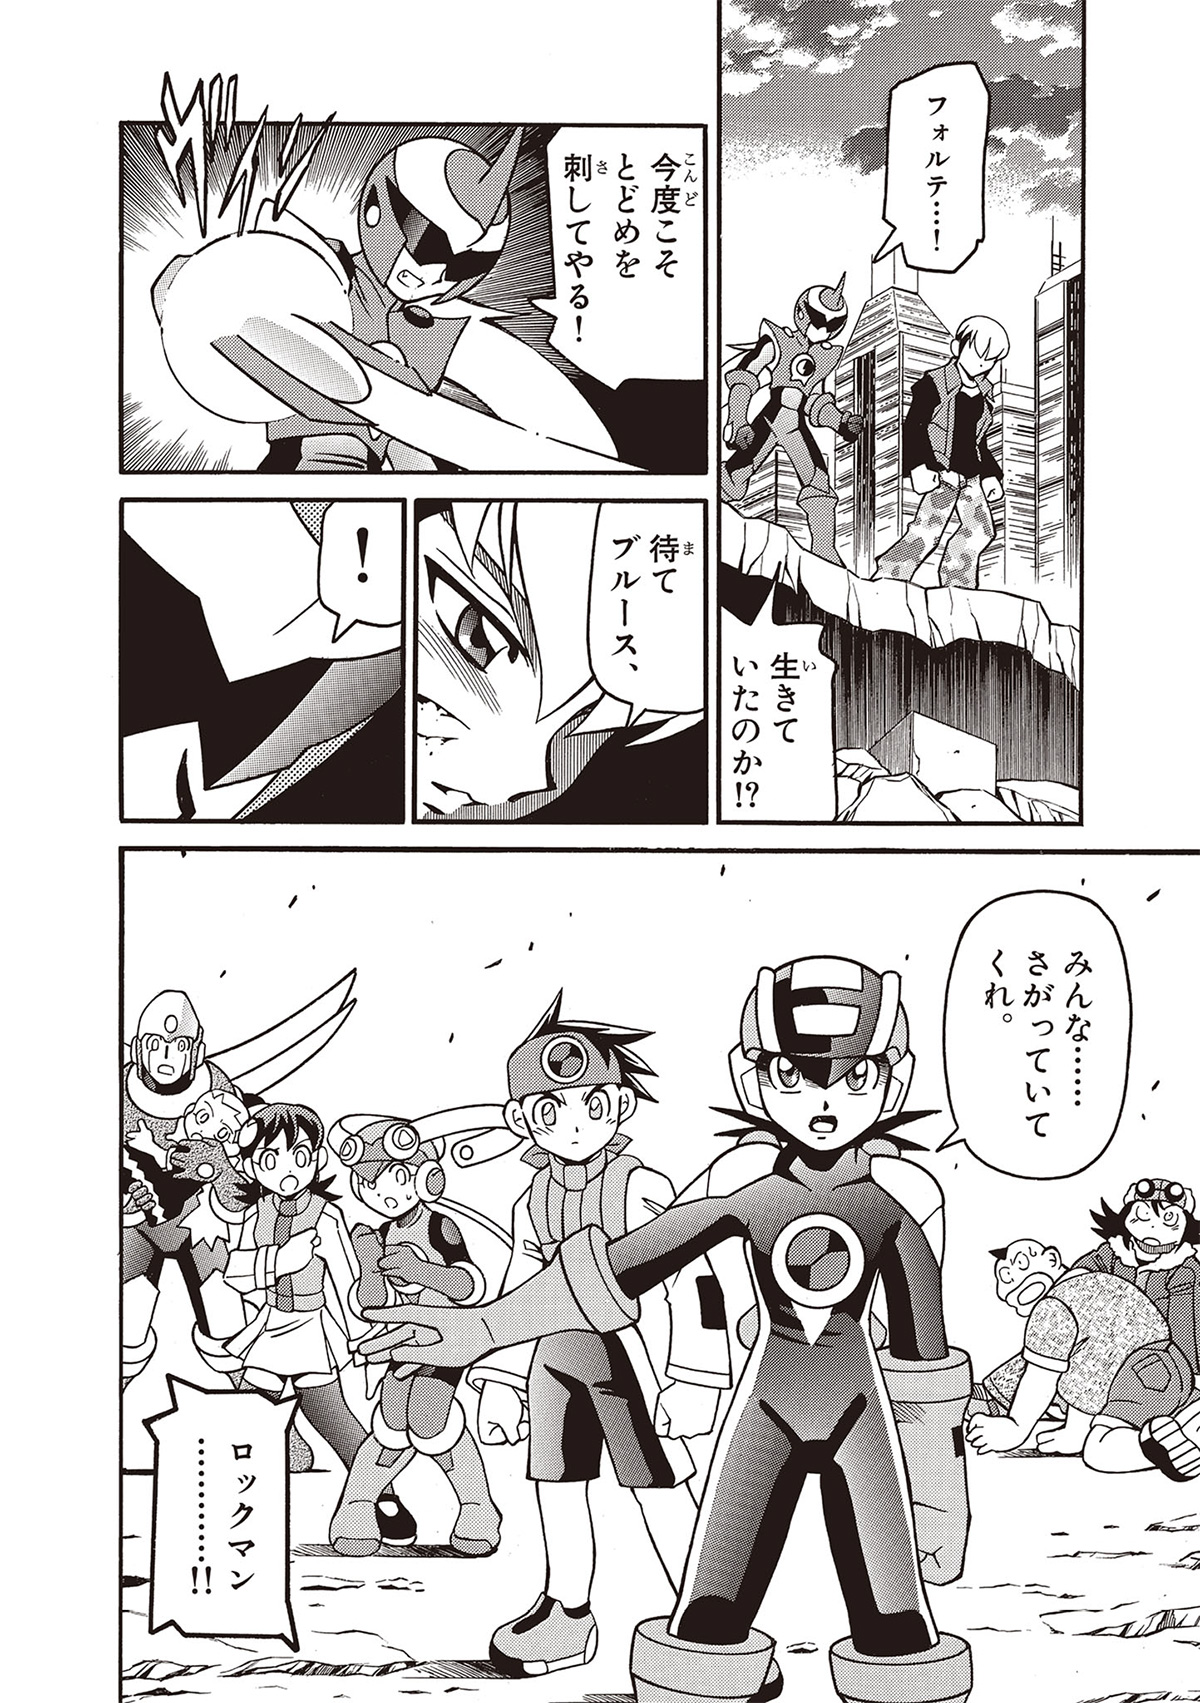 フォルテ…！
生きて
いたのか!?
今度こそ
とどめを
刺してやる！
待て
ブルース、
！
みんな……
さがっていて
くれ。
ロックマン
…………!!